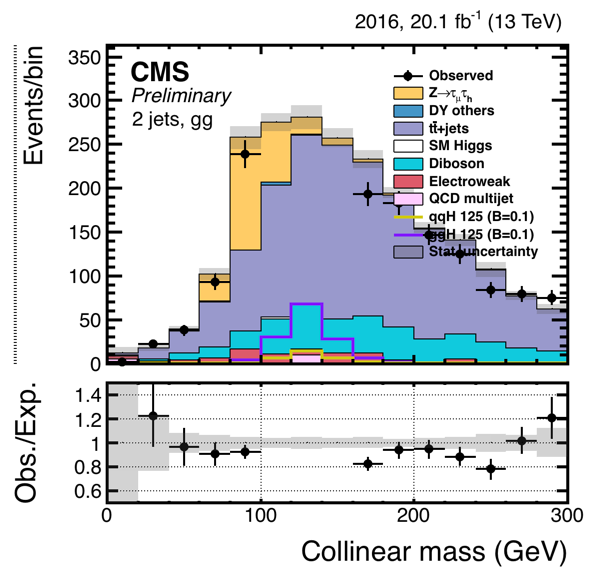 2016, 20.1 fb⁻¹ (13 TeV)
Events/bin
350
300
250
200
150
100
50
0
CMS
Preliminary
2 jets, gg
Observed
Z→τμτh
DY others
tt̄+jets
SM Higgs
Diboson
Electroweak
QCD multijet
qqH 125 (B=0.1)
ggH 125 (B=0.1)
Stat. uncertainty
Obs./Exp.
1.4
1.2
1
0.8
0.6
0
100
200
300
Collinear mass (GeV)